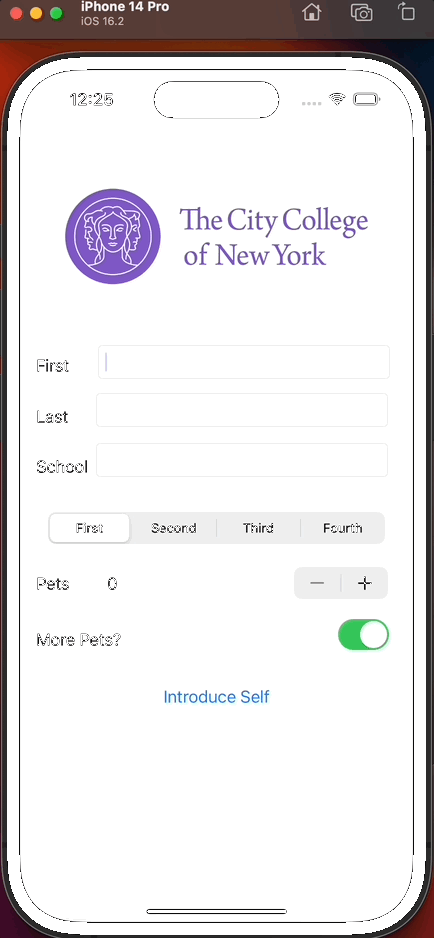 iPhone 14 Pro
iOS 16.2
12:25
The City College
of New York
First
Last
School
First Second Third Fourth
Pets 0
More Pets?
Introduce Self